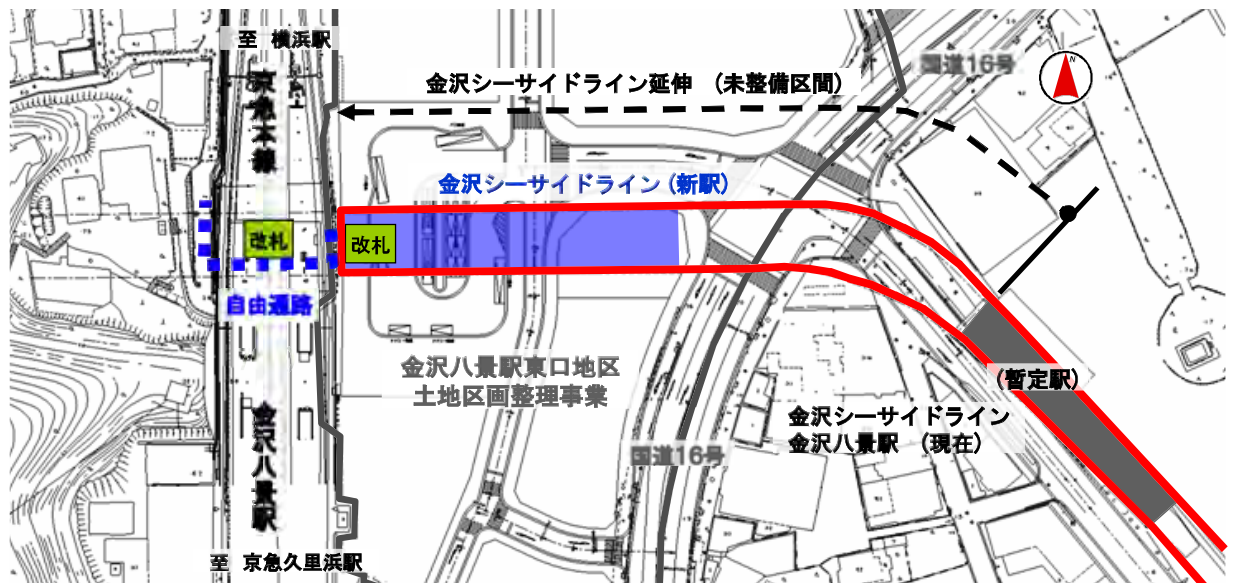 至 横浜駅
国道16号
N
金沢シーサイドライン延伸 (未整備区間)
京急本線
金沢シーサイドライン(新駅)
改札
改札
自由通路
金沢八景駅東口地区
土地区画整理事業
(暫定駅)
金沢シーサイドライン
金沢八景駅 (現在)
金沢八景駅
国道16号
至 京急久里浜駅